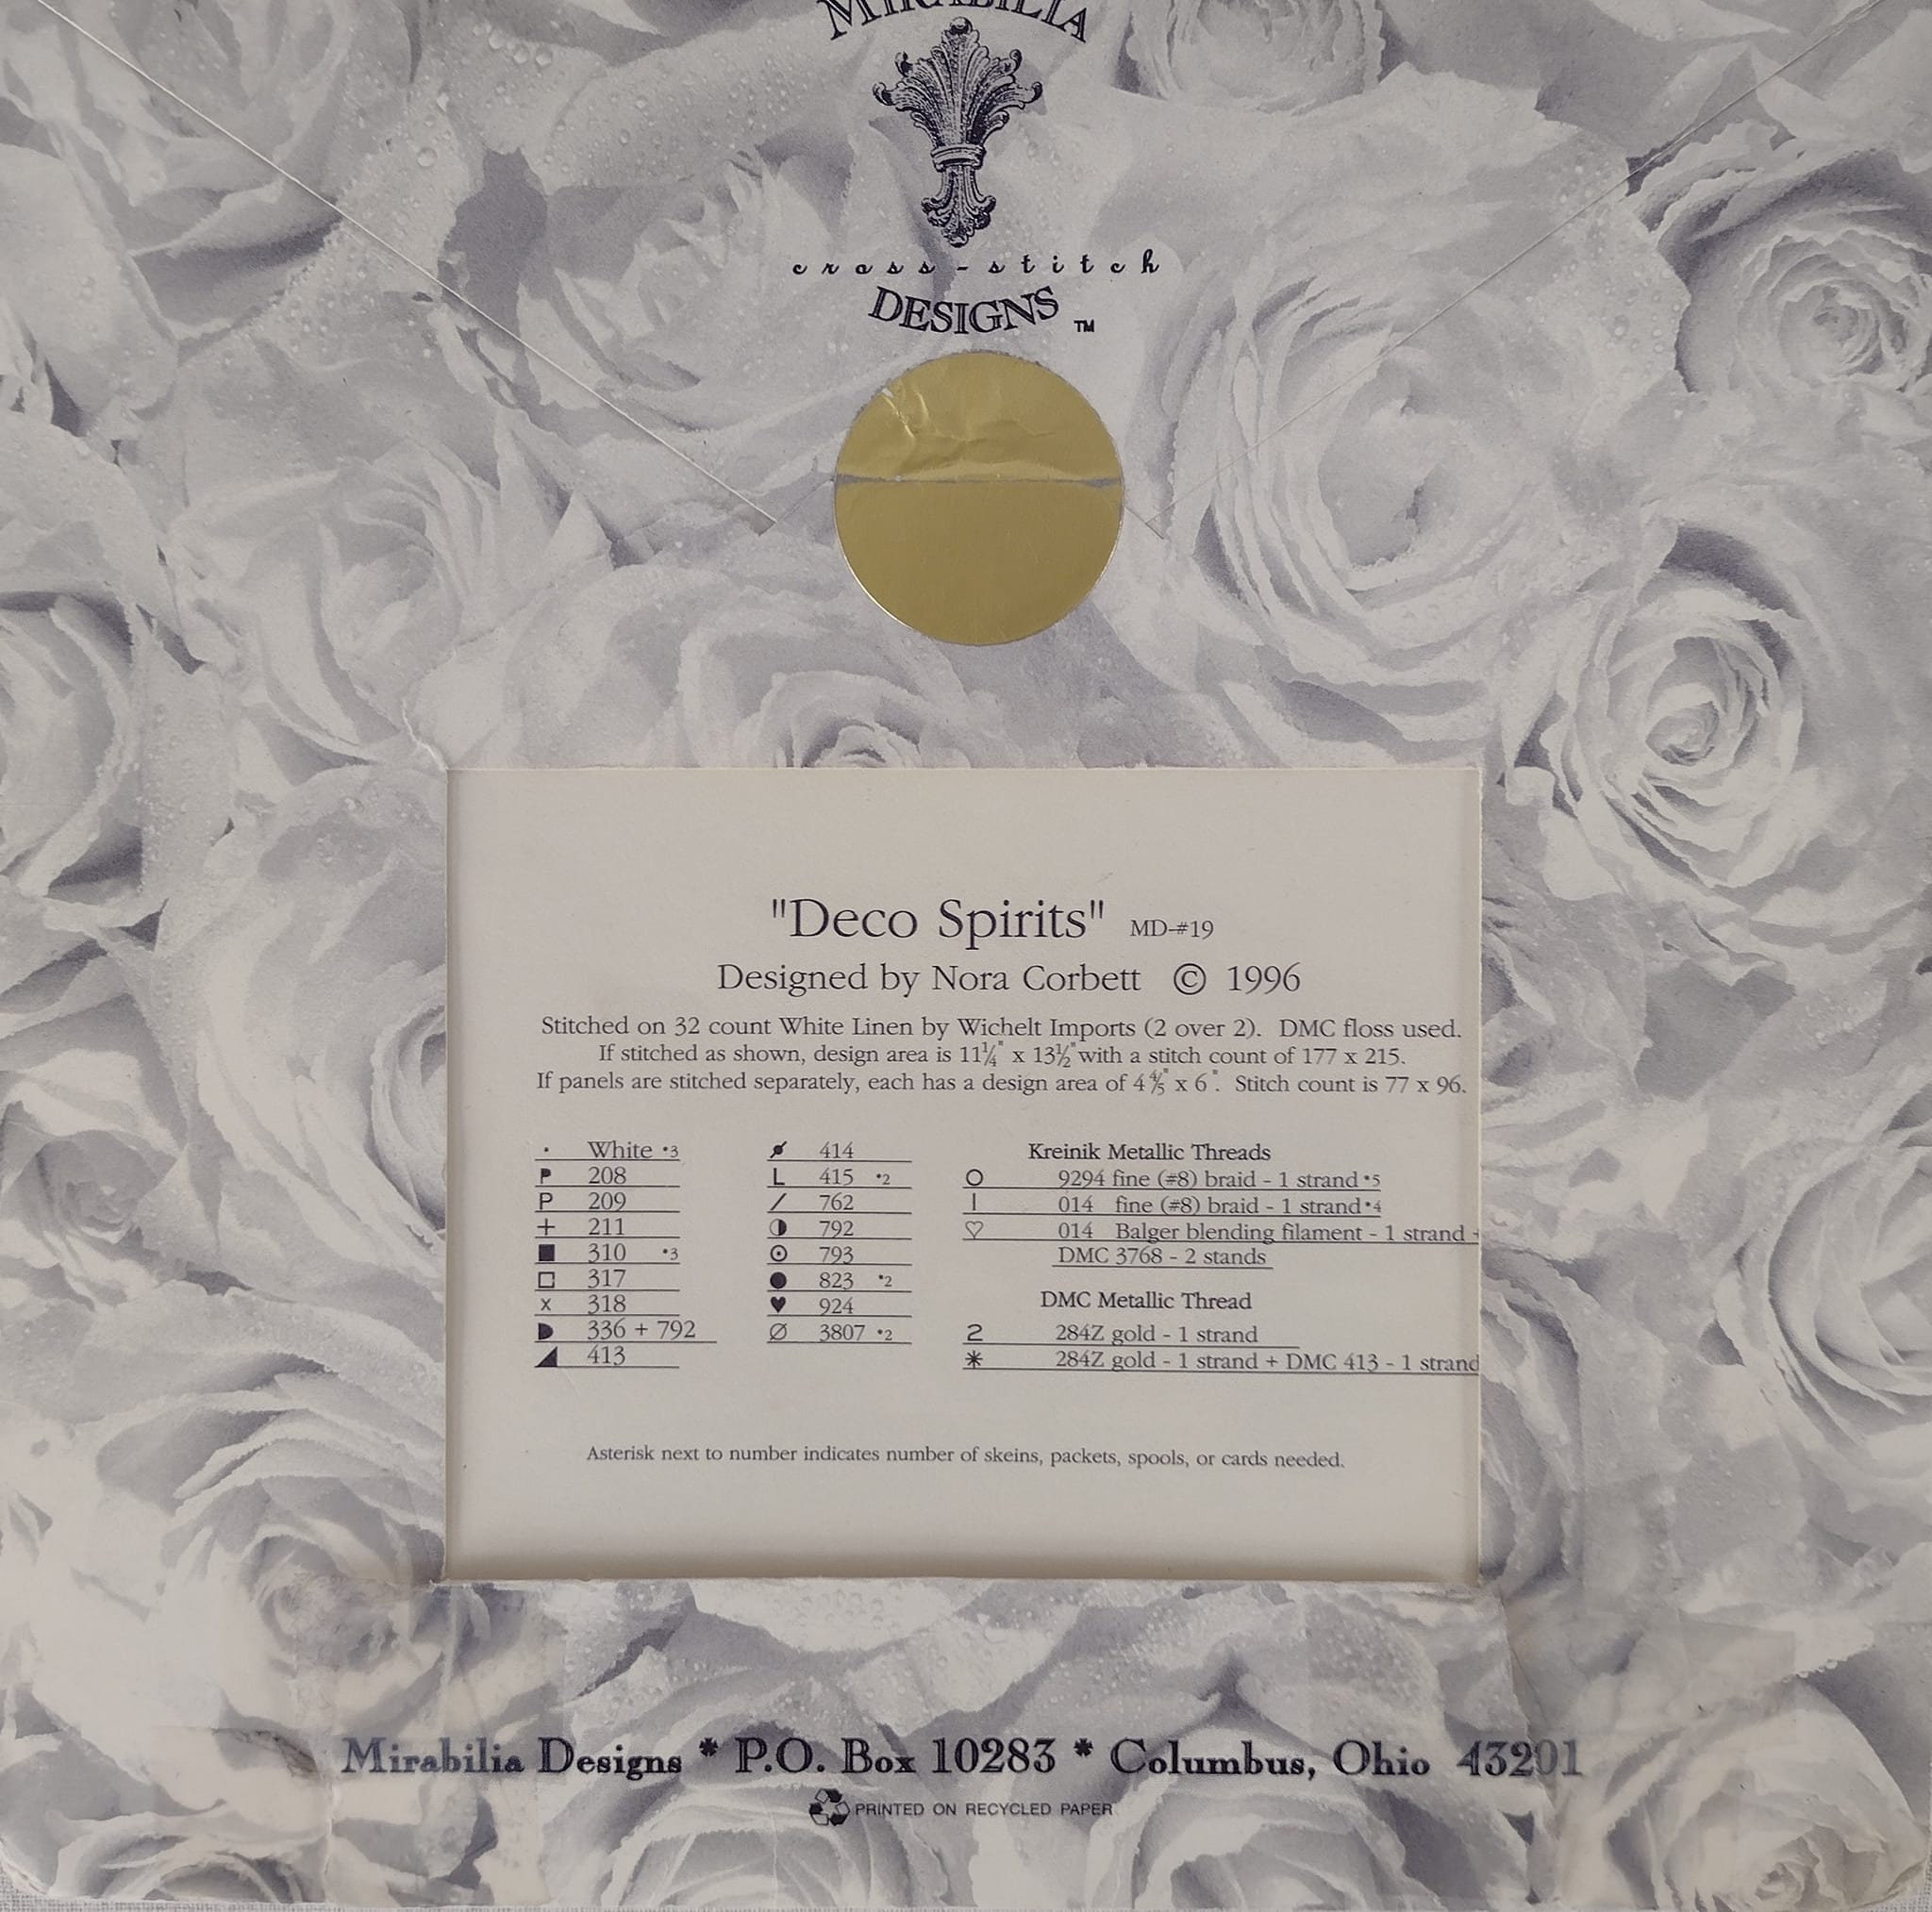 MIRABILIA
cross-stitch
DESIGNS ™
"Deco Spirits" MD-#19
Designed by Nora Corbett © 1996
Stitched on 32 count White Linen by Wichelt Imports (2 over 2). DMC floss used.
If stitched as shown, design area is 11¼" x 13½" with a stitch count of 177 x 215.
If panels are stitched separately, each has a design area of 4⅘" x 6". Stitch count is 77 x 96.
· White *3
P 208
P 209
+ 211
■ 310 *3
□ 317
x 318
◗ 336 + 792
◢ 413
414
L 415 *2
/ 762
◑ 792
⊙ 793
● 823 *2
♥ 924
∅ 3807 *2
Kreinik Metallic Threads
O 9294 fine (#8) braid - 1 strand *5
| 014 fine (#8) braid - 1 strand *4
♡ 014 Balger blending filament - 1 strand +
DMC 3768 - 2 stands
DMC Metallic Thread
2 284Z gold - 1 strand
* 284Z gold - 1 strand + DMC 413 - 1 strand
Asterisk next to number indicates number of skeins, packets, spools, or cards needed.
Mirabilia Designs * P.O. Box 10283 * Columbus, Ohio 43201
PRINTED ON RECYCLED PAPER